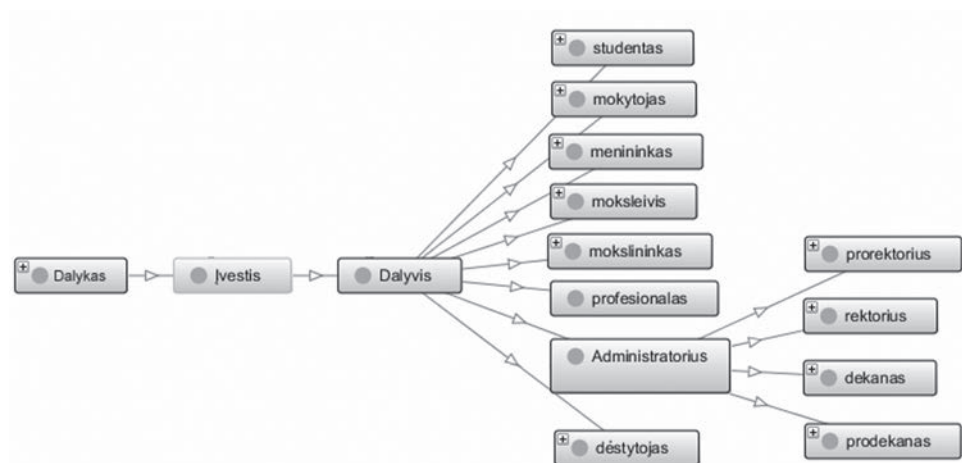 studentas
mokytojas
menininkas
moksleivis
mokslininkas
prorektorius
Dalykas
Įvestis
Dalyvis
profesionalas
rektorius
Administratorius
dekanas
dėstytojas
prodekanas